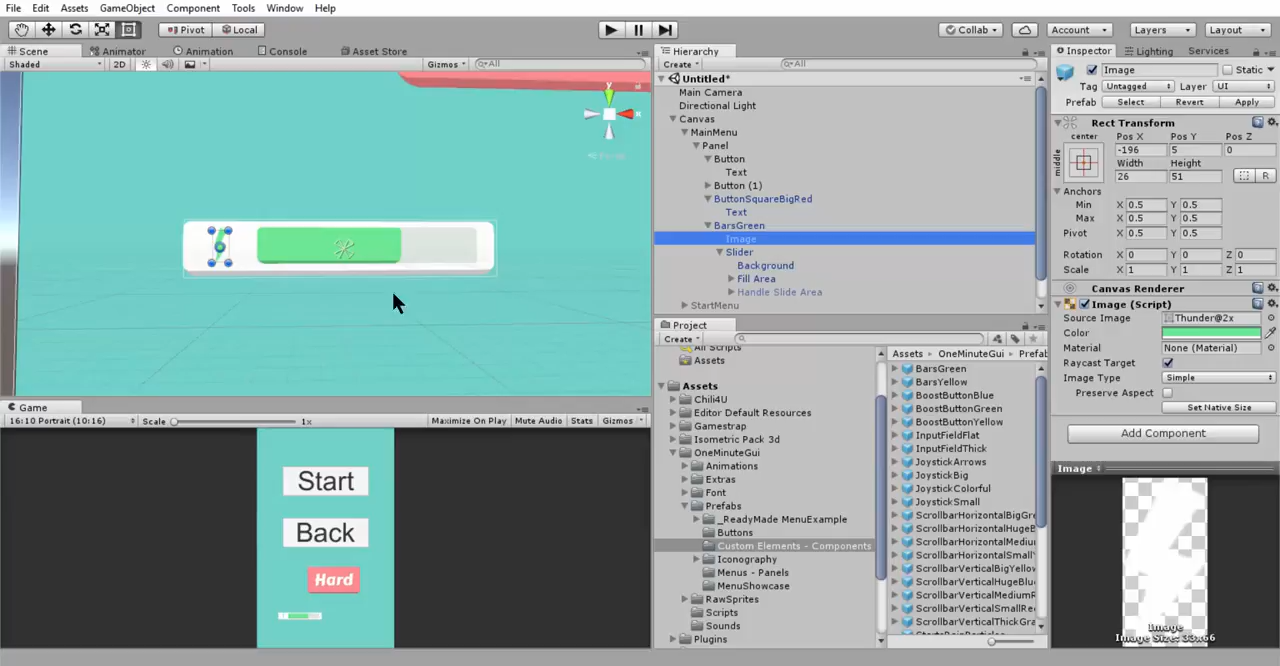 File Edit Assets GameObject Component Tools Window Help
Pivot Local Collab Account Layers Layout
Scene Animator Animation Console Asset Store
Shaded 2D Gizmos All
y
Game
16:10 Portrait (10:16) Scale 1x Maximize On Play Mute Audio Stats Gizmos
Start
Back
Hard
Hierarchy
Create All
Untitled*
Main Camera
Directional Light
Canvas
MainMenu
Panel
Button
Text
Button (1)
ButtonSquareBigRed
Text
BarsGreen
Image
Slider
Background
Fill Area
Handle Slide Area
StartMenu
Project
Create
All Scripts
Assets
Assets
Chili4U
Editor Default Resources
Gamestrap
Isometric Pack 3d
OneMinuteGui
Animations
Extras
Font
Prefabs
_ReadyMade MenuExample
Buttons
Custom Elements - Components
Iconography
Menus - Panels
MenuShowcase
RawSprites
Scripts
Sounds
Plugins
Assets OneMinuteGui Prefab
BarsGreen
BarsYellow
BoostButtonBlue
BoostButtonGreen
BoostButtonYellow
InputFieldFlat
InputFieldThick
JoystickArrows
JoystickBig
JoystickColorful
JoystickSmall
ScrollbarHorizontalBigGre
ScrollbarHorizontalHuge
ScrollbarHorizontalMediu
ScrollbarHorizontalSmall
ScrollbarVerticalBigYellow
ScrollbarVerticalHugeBlu
ScrollbarVerticalMedium
ScrollbarVerticalSmallRe
ScrollbarVerticalThickGra
Inspector Lighting Services
Image Static
Tag Untagged Layer UI
Prefab Select Revert Apply
Rect Transform
center Pos X Pos Y Pos Z
middle -196 5 0
Width Height
26 51 R
Anchors
Min X 0.5 Y 0.5
Max X 0.5 Y 0.5
Pivot X 0.5 Y 0.5
Rotation X 0 Y 0 Z 0
Scale X 1 Y 1 Z 1
Canvas Renderer
Image (Script)
Source Image Thunder@2x
Color
Material None (Material)
Raycast Target
Image Type Simple
Preserve Aspect
Set Native Size
Add Component
Image
Image
Image Size: 33x66